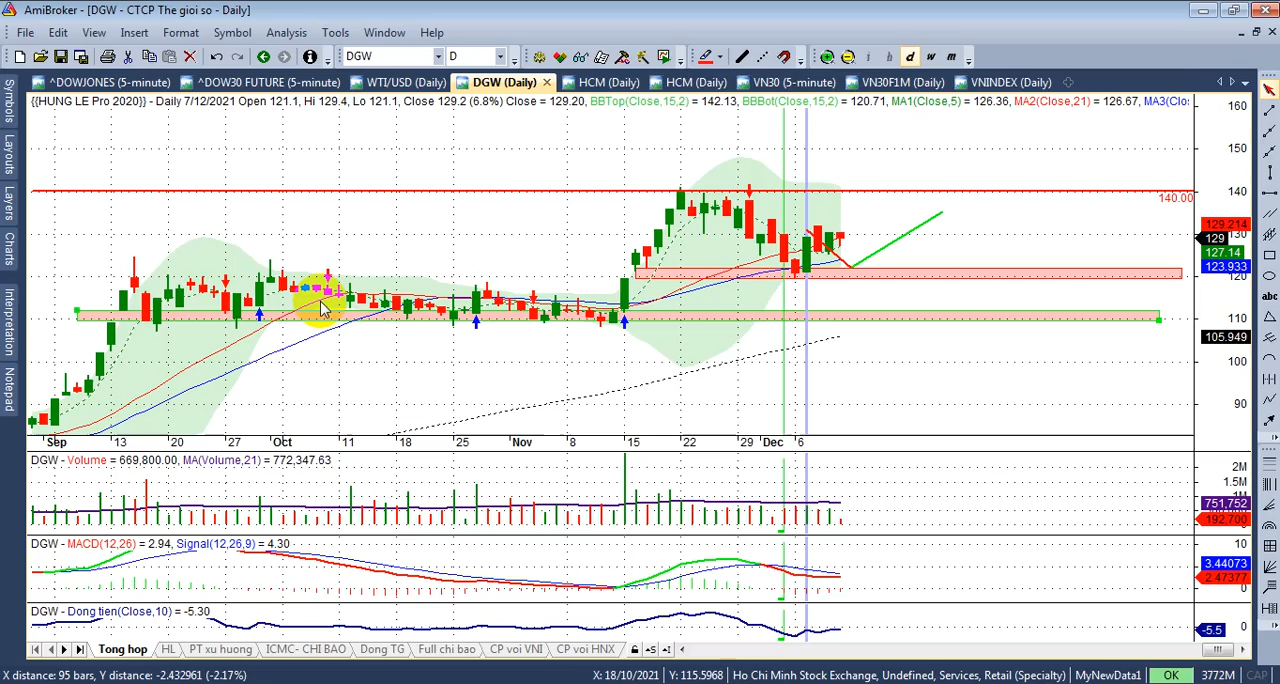 AmiBroker - [DGW - CTCP The gioi so - Daily]
File Edit View Insert Format Symbol Analysis Tools Window Help
DGW D i h d w m
^DOWJONES (5-minute) ^DOW30 FUTURE (5-minute) WTI/USD (Daily) DGW (Daily) HCM (Daily) HCM (Daily) VN30 (5-minute) VN30F1M (Daily) VNINDEX (Daily)
Symbols
Layouts
Layers
Charts
Interpretation
Notepad
{{HUNG LE Pro 2020}} - Daily 7/12/2021 Open 121.1, Hi 129.4, Lo 121.1, Close 129.2 (6.8%) Close = 129.20, BBTop(Close,15,2) = 142.13, BBBot(Close,15,2) = 120.71, MA1(Close,5) = 126.36, MA2(Close,21) = 126.67, MA3(Clos
160
150
140
140.00
130
129.214
129
127.14
123.933
120
110
105.949
100
90
Sep 13 20 27 Oct 11 18 25 Nov 8 15 22 29 Dec 6
DGW - Volume = 669,800.00, MA(Volume,21) = 772,347.63
2M
1.5M
1M
751,752
192,700
DGW - MACD(12,26) = 2.94, Signal(12,26,9) = 4.30
10
3.44073
2.47377
0
DGW - Dong tien(Close,10) = -5.30
0
-5.5
Tong hop HL PT xu huong ICMC- CHI BAO Dong TG Full chi bao CP voi VNI CP voi HNX
X distance: 95 bars, Y distance: -2.432961 (-2.17%) X: 18/10/2021 Y: 115.5968 Ho Chi Minh Stock Exchange, Undefined, Services, Retail (Specialty) MyNewData1 OK 3772M CAP
abc